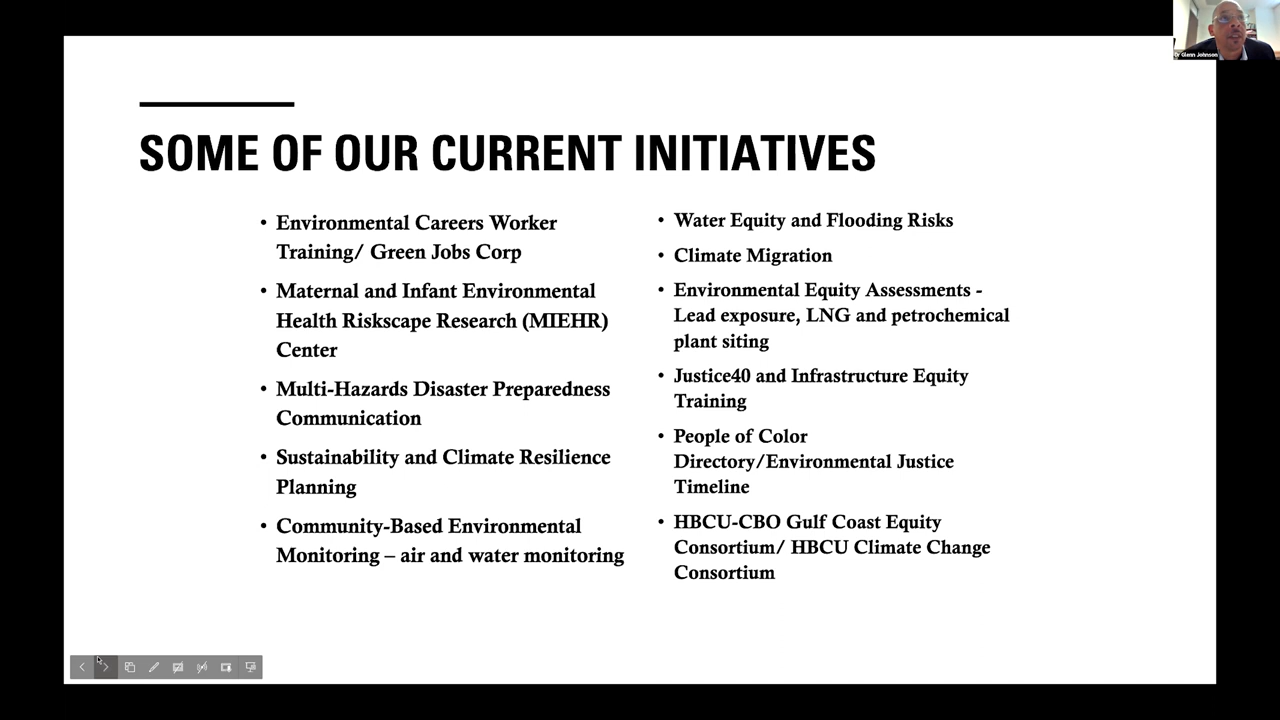 Dr Glenn Johnson
SOME OF OUR CURRENT INITIATIVES
• Environmental Careers Worker
Training/ Green Jobs Corp
• Maternal and Infant Environmental
Health Riskscape Research (MIEHR)
Center
• Multi-Hazards Disaster Preparedness
Communication
• Sustainability and Climate Resilience
Planning
• Community-Based Environmental
Monitoring – air and water monitoring
• Water Equity and Flooding Risks
• Climate Migration
• Environmental Equity Assessments -
Lead exposure, LNG and petrochemical
plant siting
• Justice40 and Infrastructure Equity
Training
• People of Color
Directory/Environmental Justice
Timeline
• HBCU-CBO Gulf Coast Equity
Consortium/ HBCU Climate Change
Consortium